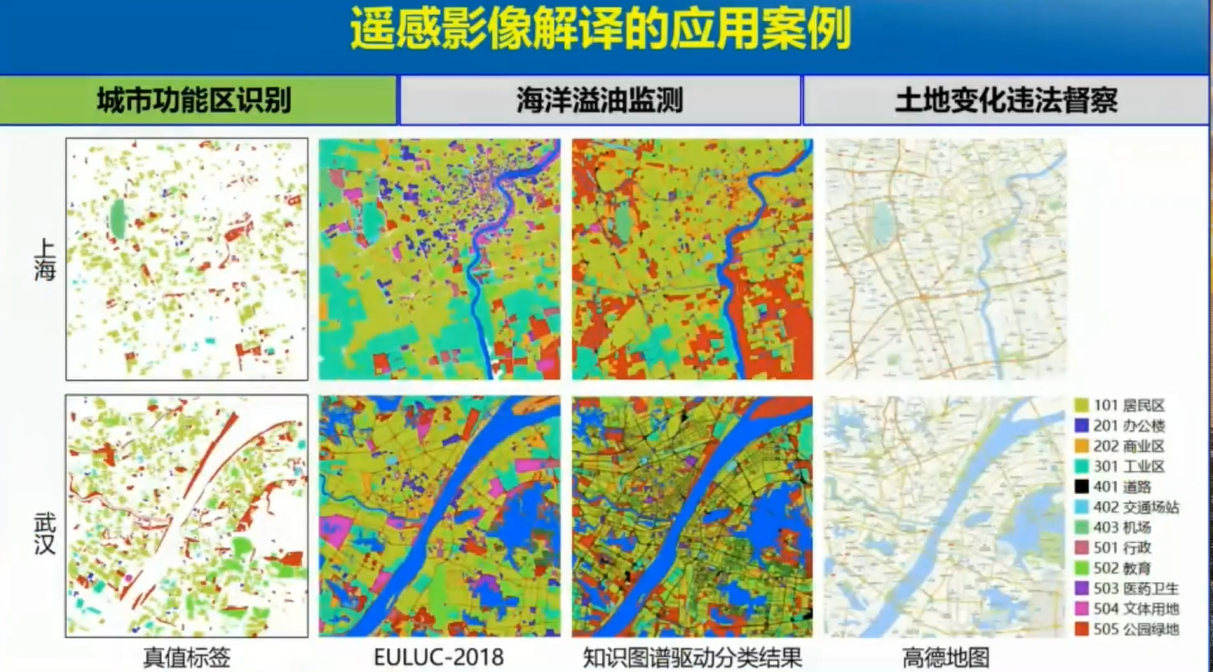 遥感影像解译的应用案例
城市功能区识别
海洋溢油监测
土地变化违法督察
上海
武汉
101 居民区
201 办公楼
202 商业区
301 工业区
401 道路
402 交通场站
403 机场
501 行政
502 教育
503 医药卫生
504 文体用地
505 公园绿地
真值标签
EULUC-2018
知识图谱驱动分类结果
高德地图